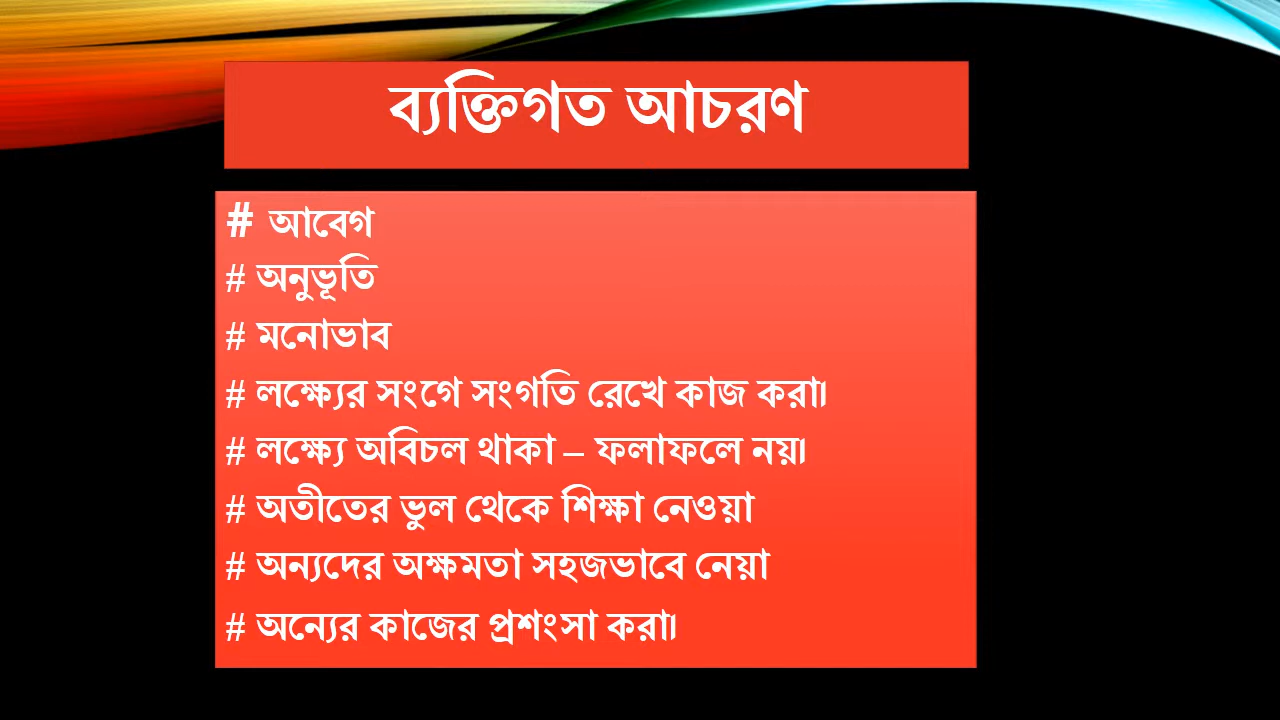 ব্যক্তিগত আচরণ
# আবেগ
# অনুভূতি
# মনোভাব
# লক্ষ্যের সংগে সংগতি রেখে কাজ করা।
# লক্ষ্যে অবিচল থাকা – ফলাফলে নয়।
# অতীতের ভুল থেকে শিক্ষা নেওয়া
# অন্যদের অক্ষমতা সহজভাবে নেয়া
# অন্যের কাজের প্রশংসা করা।